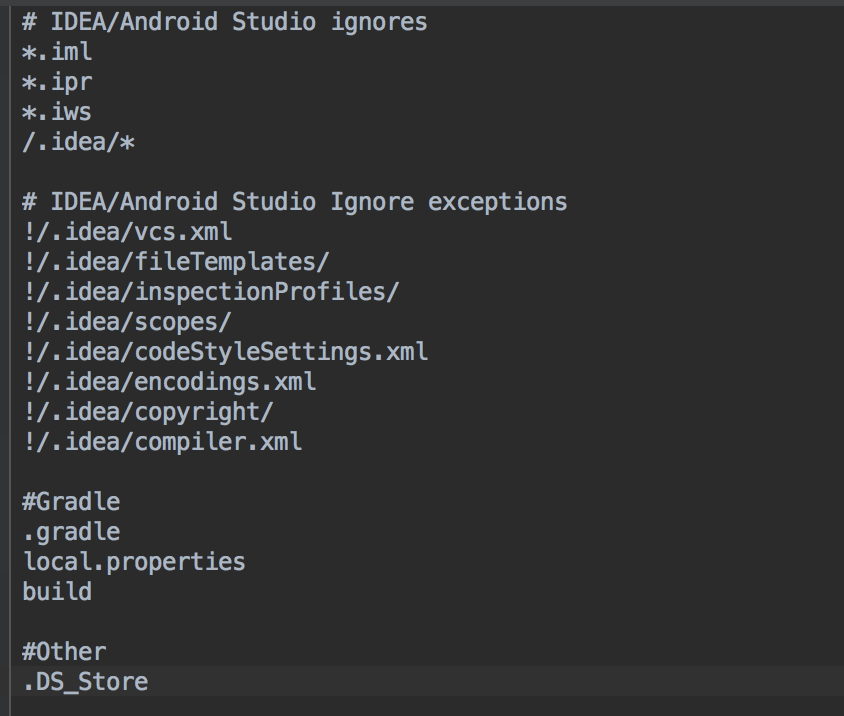 # IDEA/Android Studio ignores
*.iml
*.ipr
*.iws
/.idea/*

# IDEA/Android Studio Ignore exceptions
!/.idea/vcs.xml
!/.idea/fileTemplates/
!/.idea/inspectionProfiles/
!/.idea/scopes/
!/.idea/codeStyleSettings.xml
!/.idea/encodings.xml
!/.idea/copyright/
!/.idea/compiler.xml

#Gradle
.gradle
local.properties
build

#Other
.DS_Store